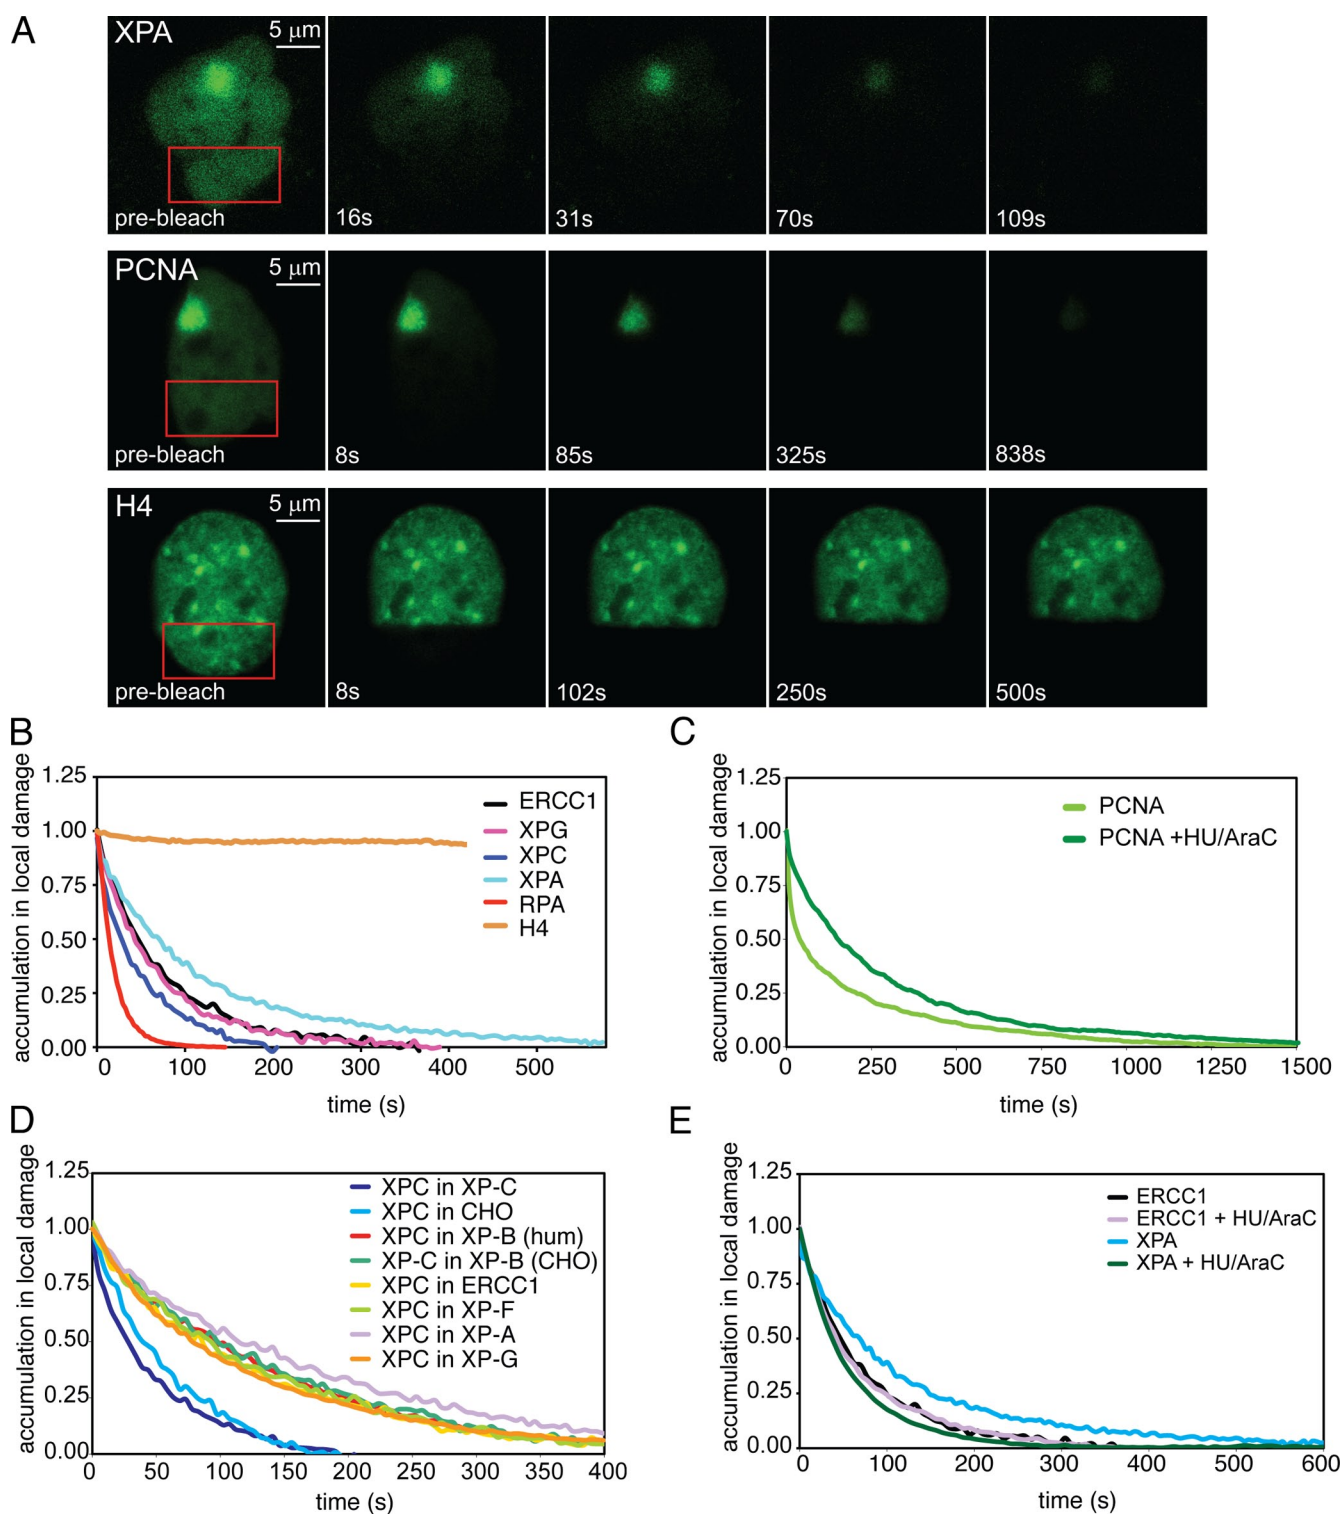 A
XPA
5 μm
pre-bleach
16s
31s
70s
109s
PCNA
5 μm
pre-bleach
8s
85s
325s
838s
H4
5 μm
pre-bleach
8s
102s
250s
500s
B
accumulation in local damage
1.25
1.00
0.75
0.50
0.25
0.00
0
100
200
300
400
500
time (s)
ERCC1
XPG
XPC
XPA
RPA
H4
C
accumulation in local damage
1.25
1.00
0.75
0.50
0.25
0.00
0
250
500
750
1000
1250
1500
time (s)
PCNA
PCNA +HU/AraC
D
accumulation in local damage
1.25
1.00
0.75
0.50
0.25
0.00
0
50
100
150
200
250
300
350
400
time (s)
XPC in XP-C
XPC in CHO
XPC in XP-B (hum)
XP-C in XP-B (CHO)
XPC in ERCC1
XPC in XP-F
XPC in XP-A
XPC in XP-G
E
accumulation in local damage
1.25
1.00
0.75
0.50
0.25
0.00
0
100
200
300
400
500
600
time (s)
ERCC1
ERCC1 + HU/AraC
XPA
XPA + HU/AraC